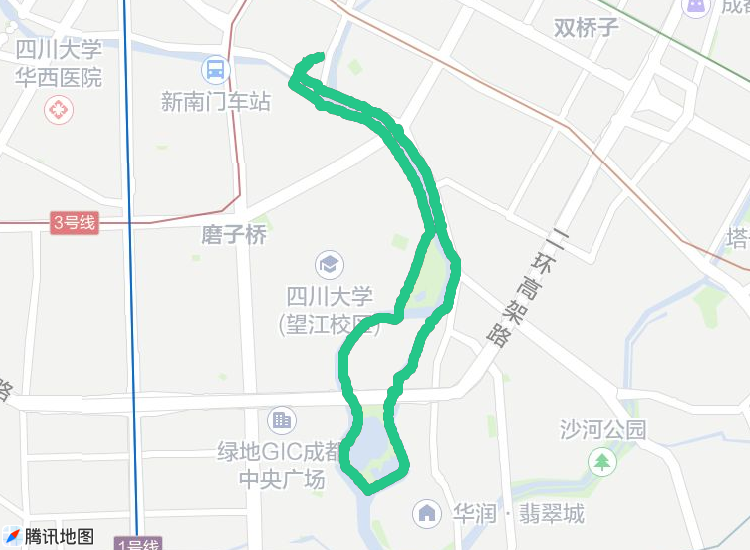 双桥子
四川大学
华西医院
新南门车站
3号线
磨子桥
二环高架路
四川大学
(望江校区)
路
沙河公园
绿地GIC成都
中央广场
华润·翡翠城
腾讯地图
1号线